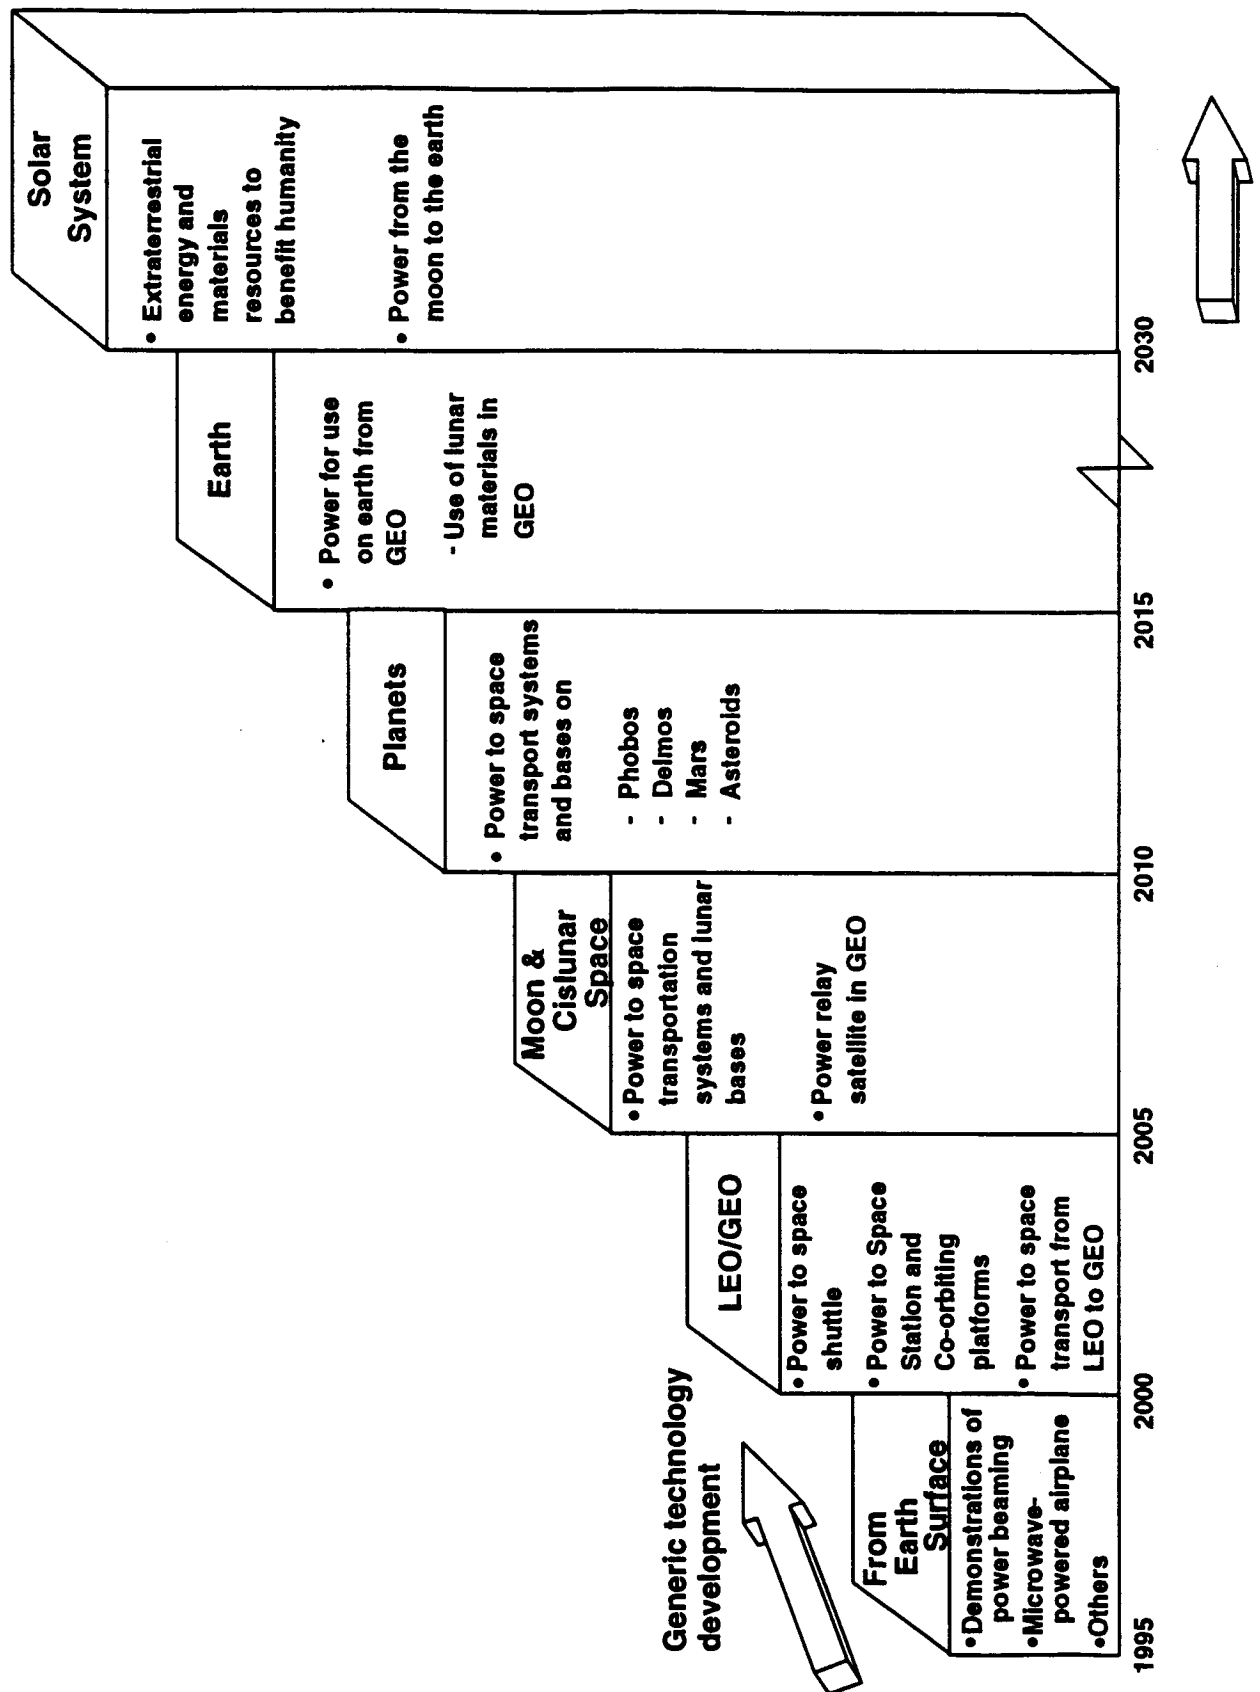 Generic technology
development
From
Earth
Surface
•Demonstrations of
power beaming
•Microwave-
powered airplane
•Others
LEO/GEO
•Power to space
shuttle
•Power to Space
Station and
Co-orbiting
platforms
•Power to space
transport from
LEO to GEO
Moon &
Cislunar
Space
•Power to space
transportation
systems and lunar
bases
•Power relay
satellite in GEO
Planets
• Power to space
transport systems
and bases on
- Phobos
- Delmos
- Mars
- Asteroids
Earth
• Power for use
on earth from
GEO
- Use of lunar
materials in
GEO
Solar
System
• Extraterrestrial
energy and
materials
resources to
benefit humanity
• Power from the
moon to the earth
1995
2000
2005
2010
2015
2030